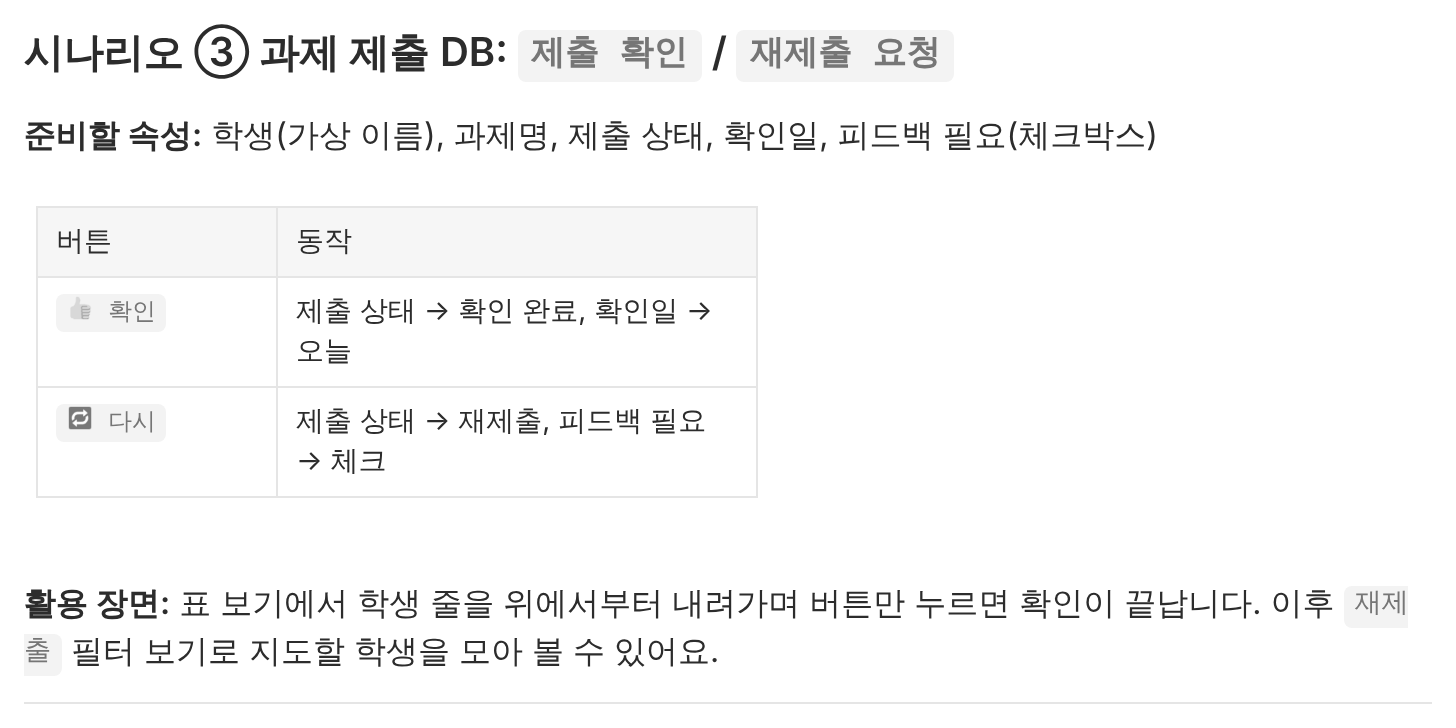 시나리오 ③ 과제 제출 DB: 제출 확인 / 재제출 요청
준비할 속성: 학생(가상 이름), 과제명, 제출 상태, 확인일, 피드백 필요(체크박스)
버튼 동작
👍 확인 제출 상태 → 확인 완료, 확인일 →
오늘
🔁 다시 제출 상태 → 재제출, 피드백 필요
→ 체크
활용 장면: 표 보기에서 학생 줄을 위에서부터 내려가며 버튼만 누르면 확인이 끝납니다. 이후 재제
출 필터 보기로 지도할 학생을 모아 볼 수 있어요.